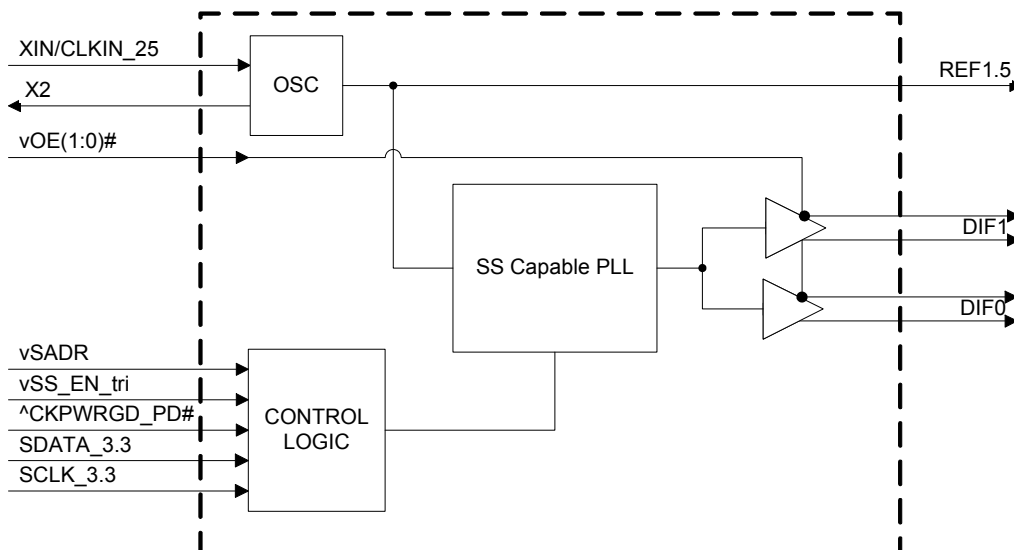 XIN/CLKIN_25
OSC
REF1.5
X2
vOE(1:0)#
SS Capable PLL
DIF1
DIF0
vSADR
vSS_EN_tri
^CKPWRGD_PD#
SDATA_3.3
SCLK_3.3
CONTROL
LOGIC